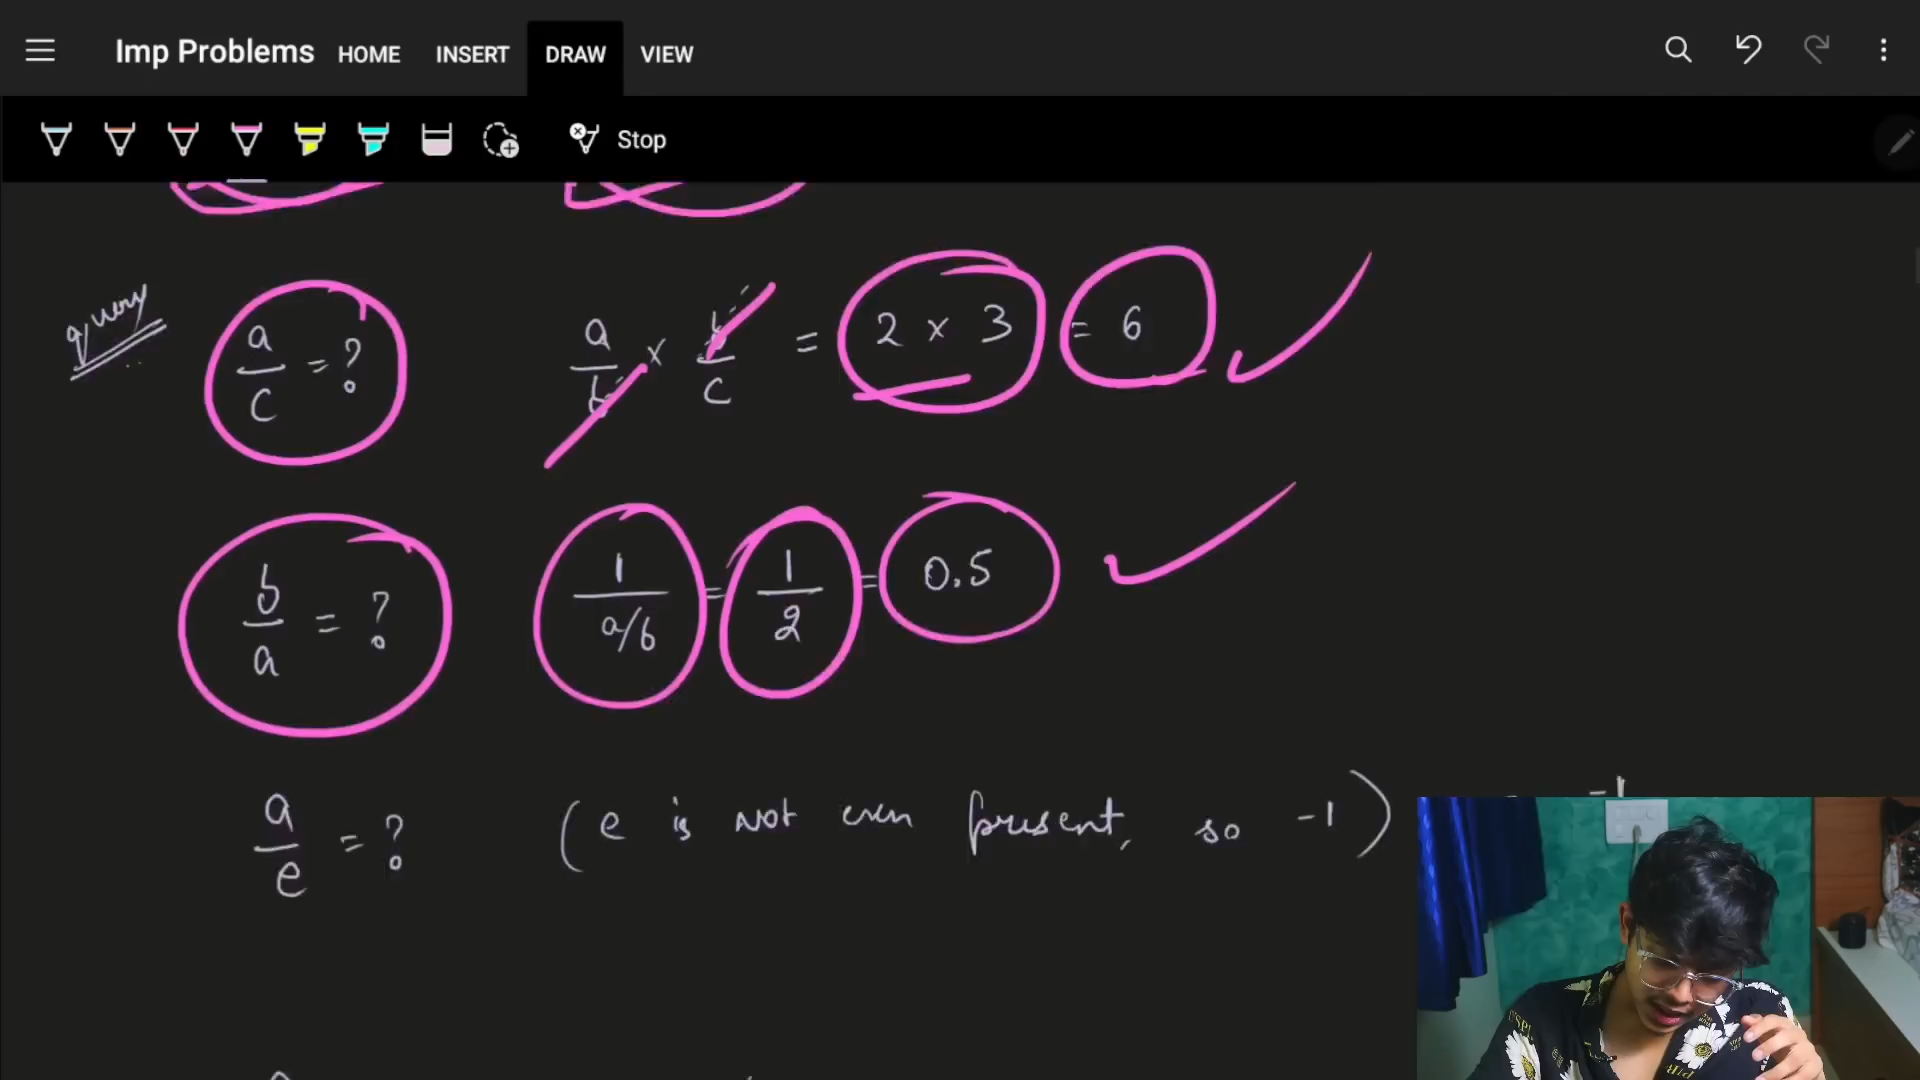 Imp Problems HOME INSERT DRAW VIEW
Stop
query
a/c = ? a/b x b/c = 2 x 3 = 6
b/a = ? 1/(a/b) = 1/2 = 0.5
a/e = ? (e is not even present, so -1) -1